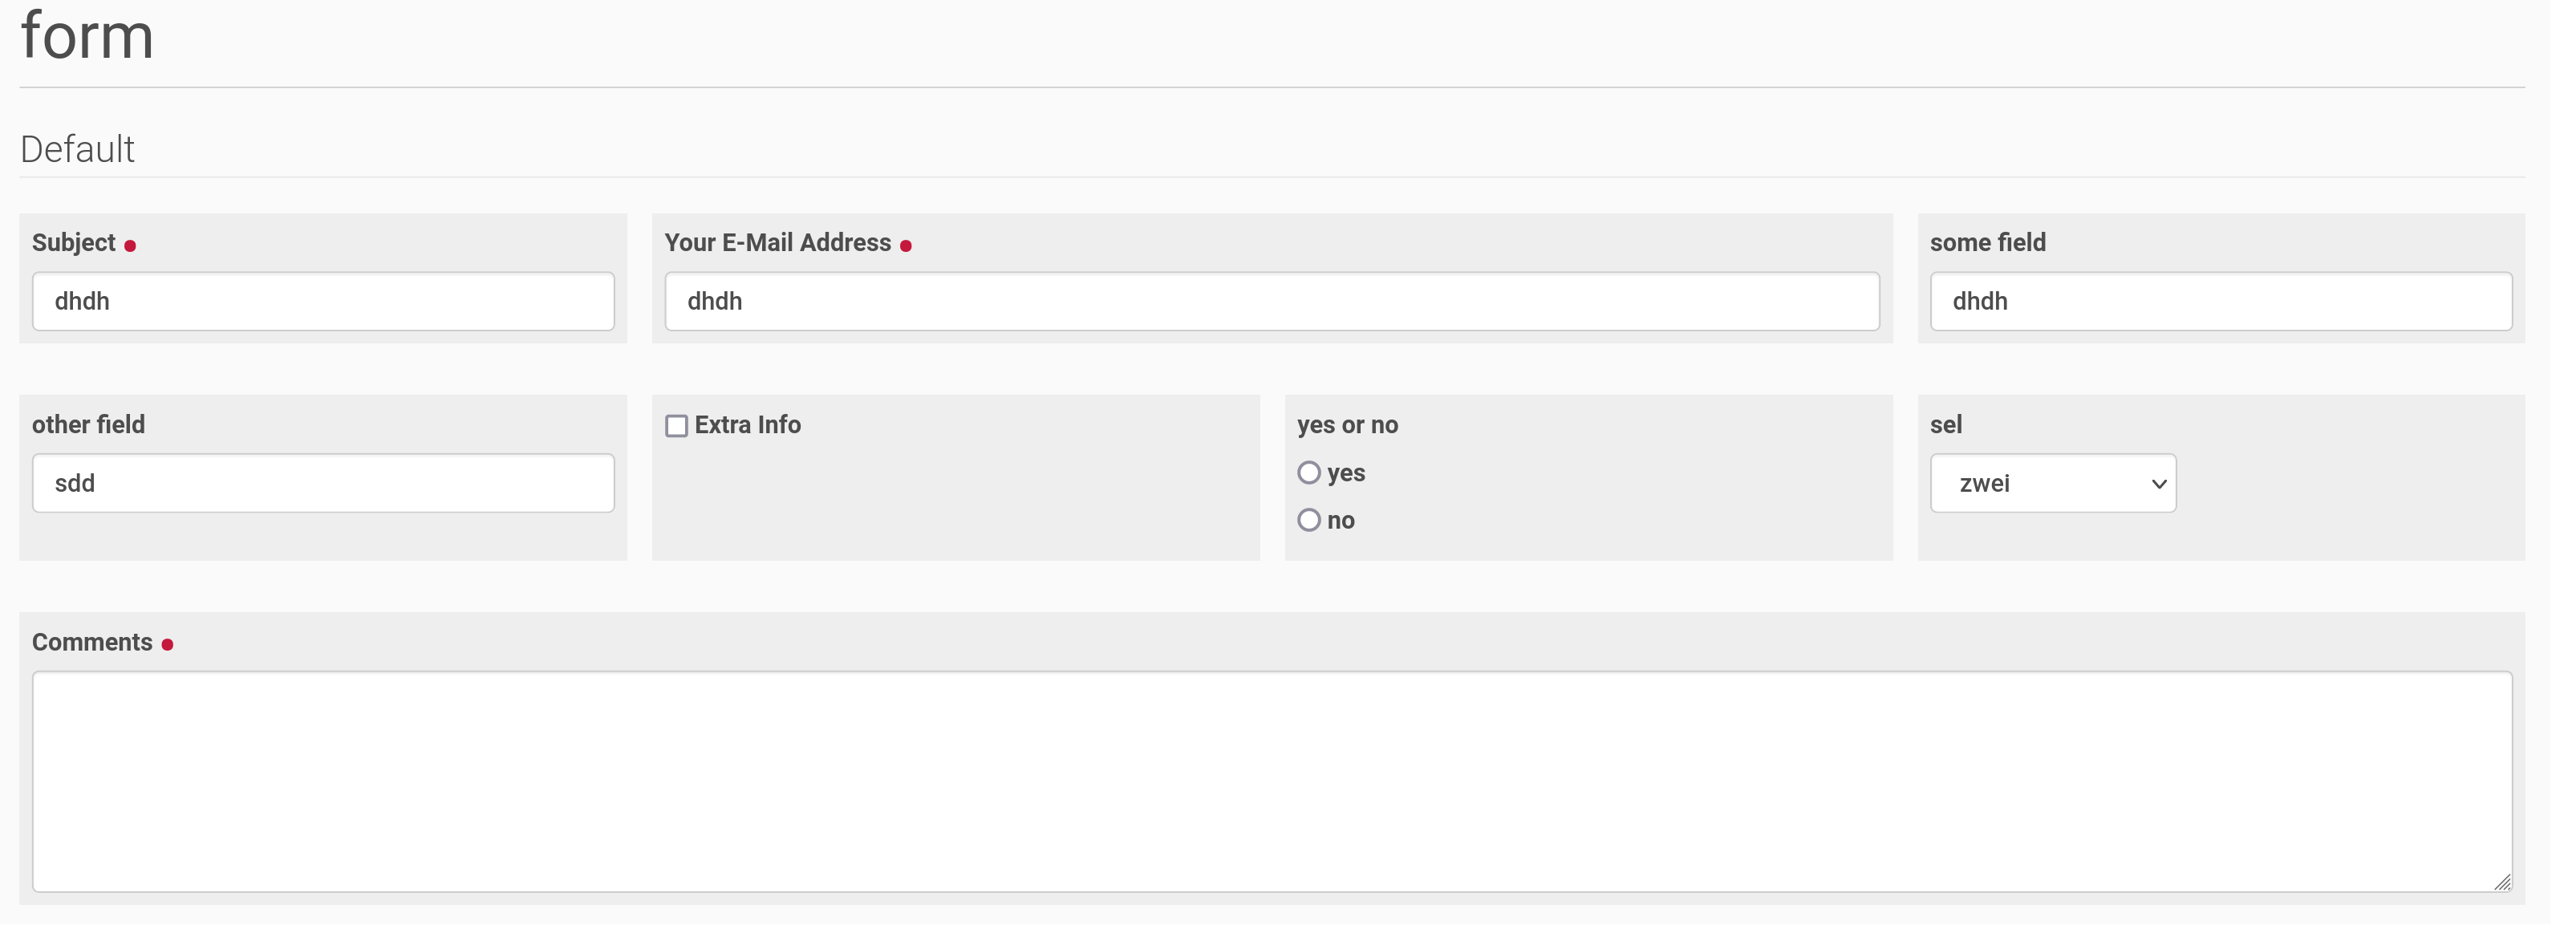 form
Default
Subject
Your E-Mail Address
some field
dhdh
dhdh
dhdh
other field
Extra Info
yes or no
sel
sdd
yes
zwei
no
Comments